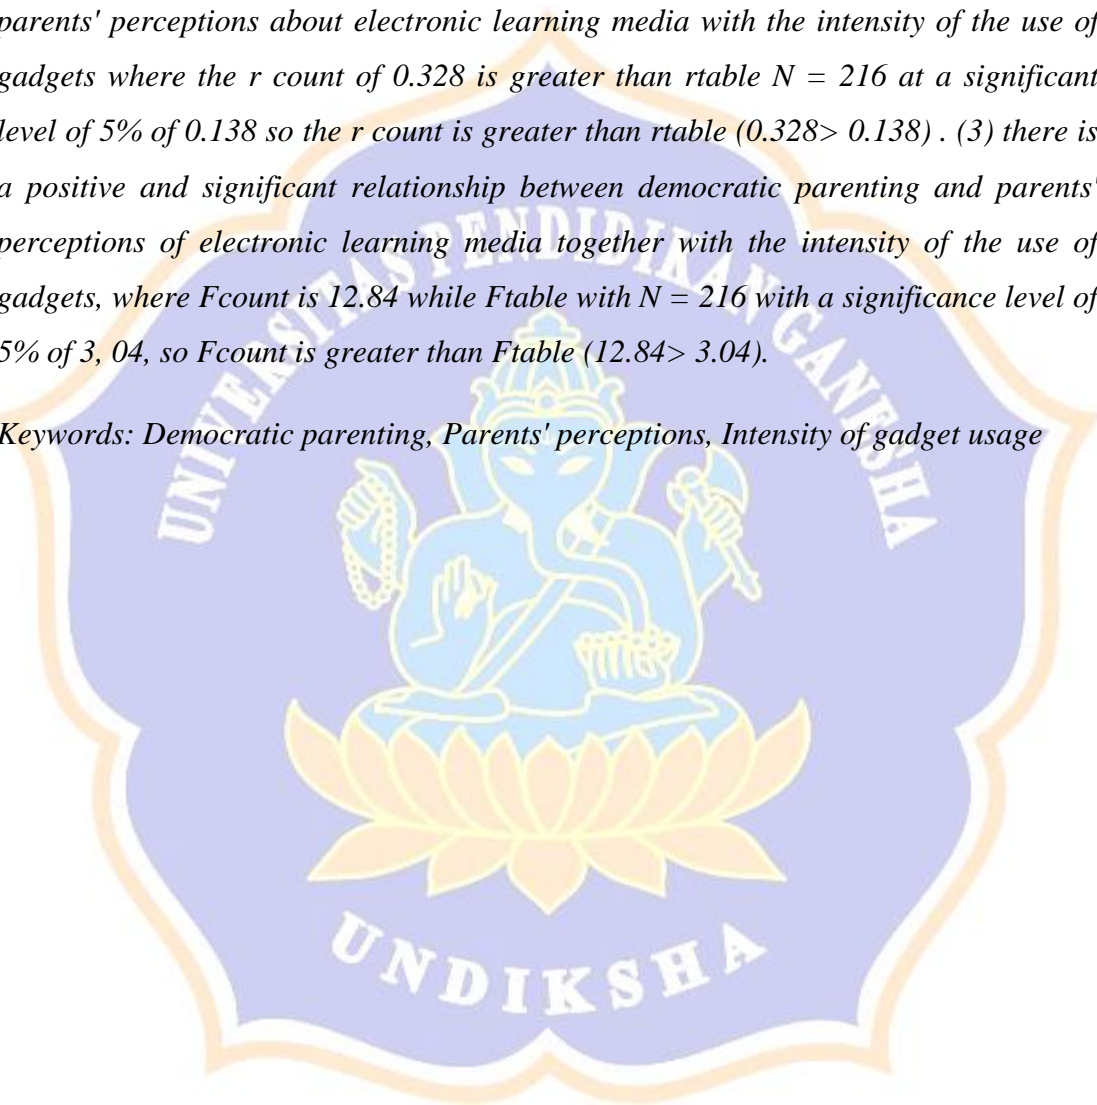 parents' perceptions about electronic learning media with the intensity of the use of
gadgets where the r count of 0.328 is greater than rtable N = 216 at a significant
level of 5% of 0.138 so the r count is greater than rtable (0.328> 0.138) . (3) there is
a positive and significant relationship between democratic parenting and parents'
perceptions of electronic learning media together with the intensity of the use of
gadgets, where Fcount is 12.84 while Ftable with N = 216 with a significance level of
5% of 3, 04, so Fcount is greater than Ftable (12.84> 3.04).
Keywords: Democratic parenting, Parents' perceptions, Intensity of gadget usage
UNIVERSITAS PENDIDIKAN GANESHA
UNDIKSHA